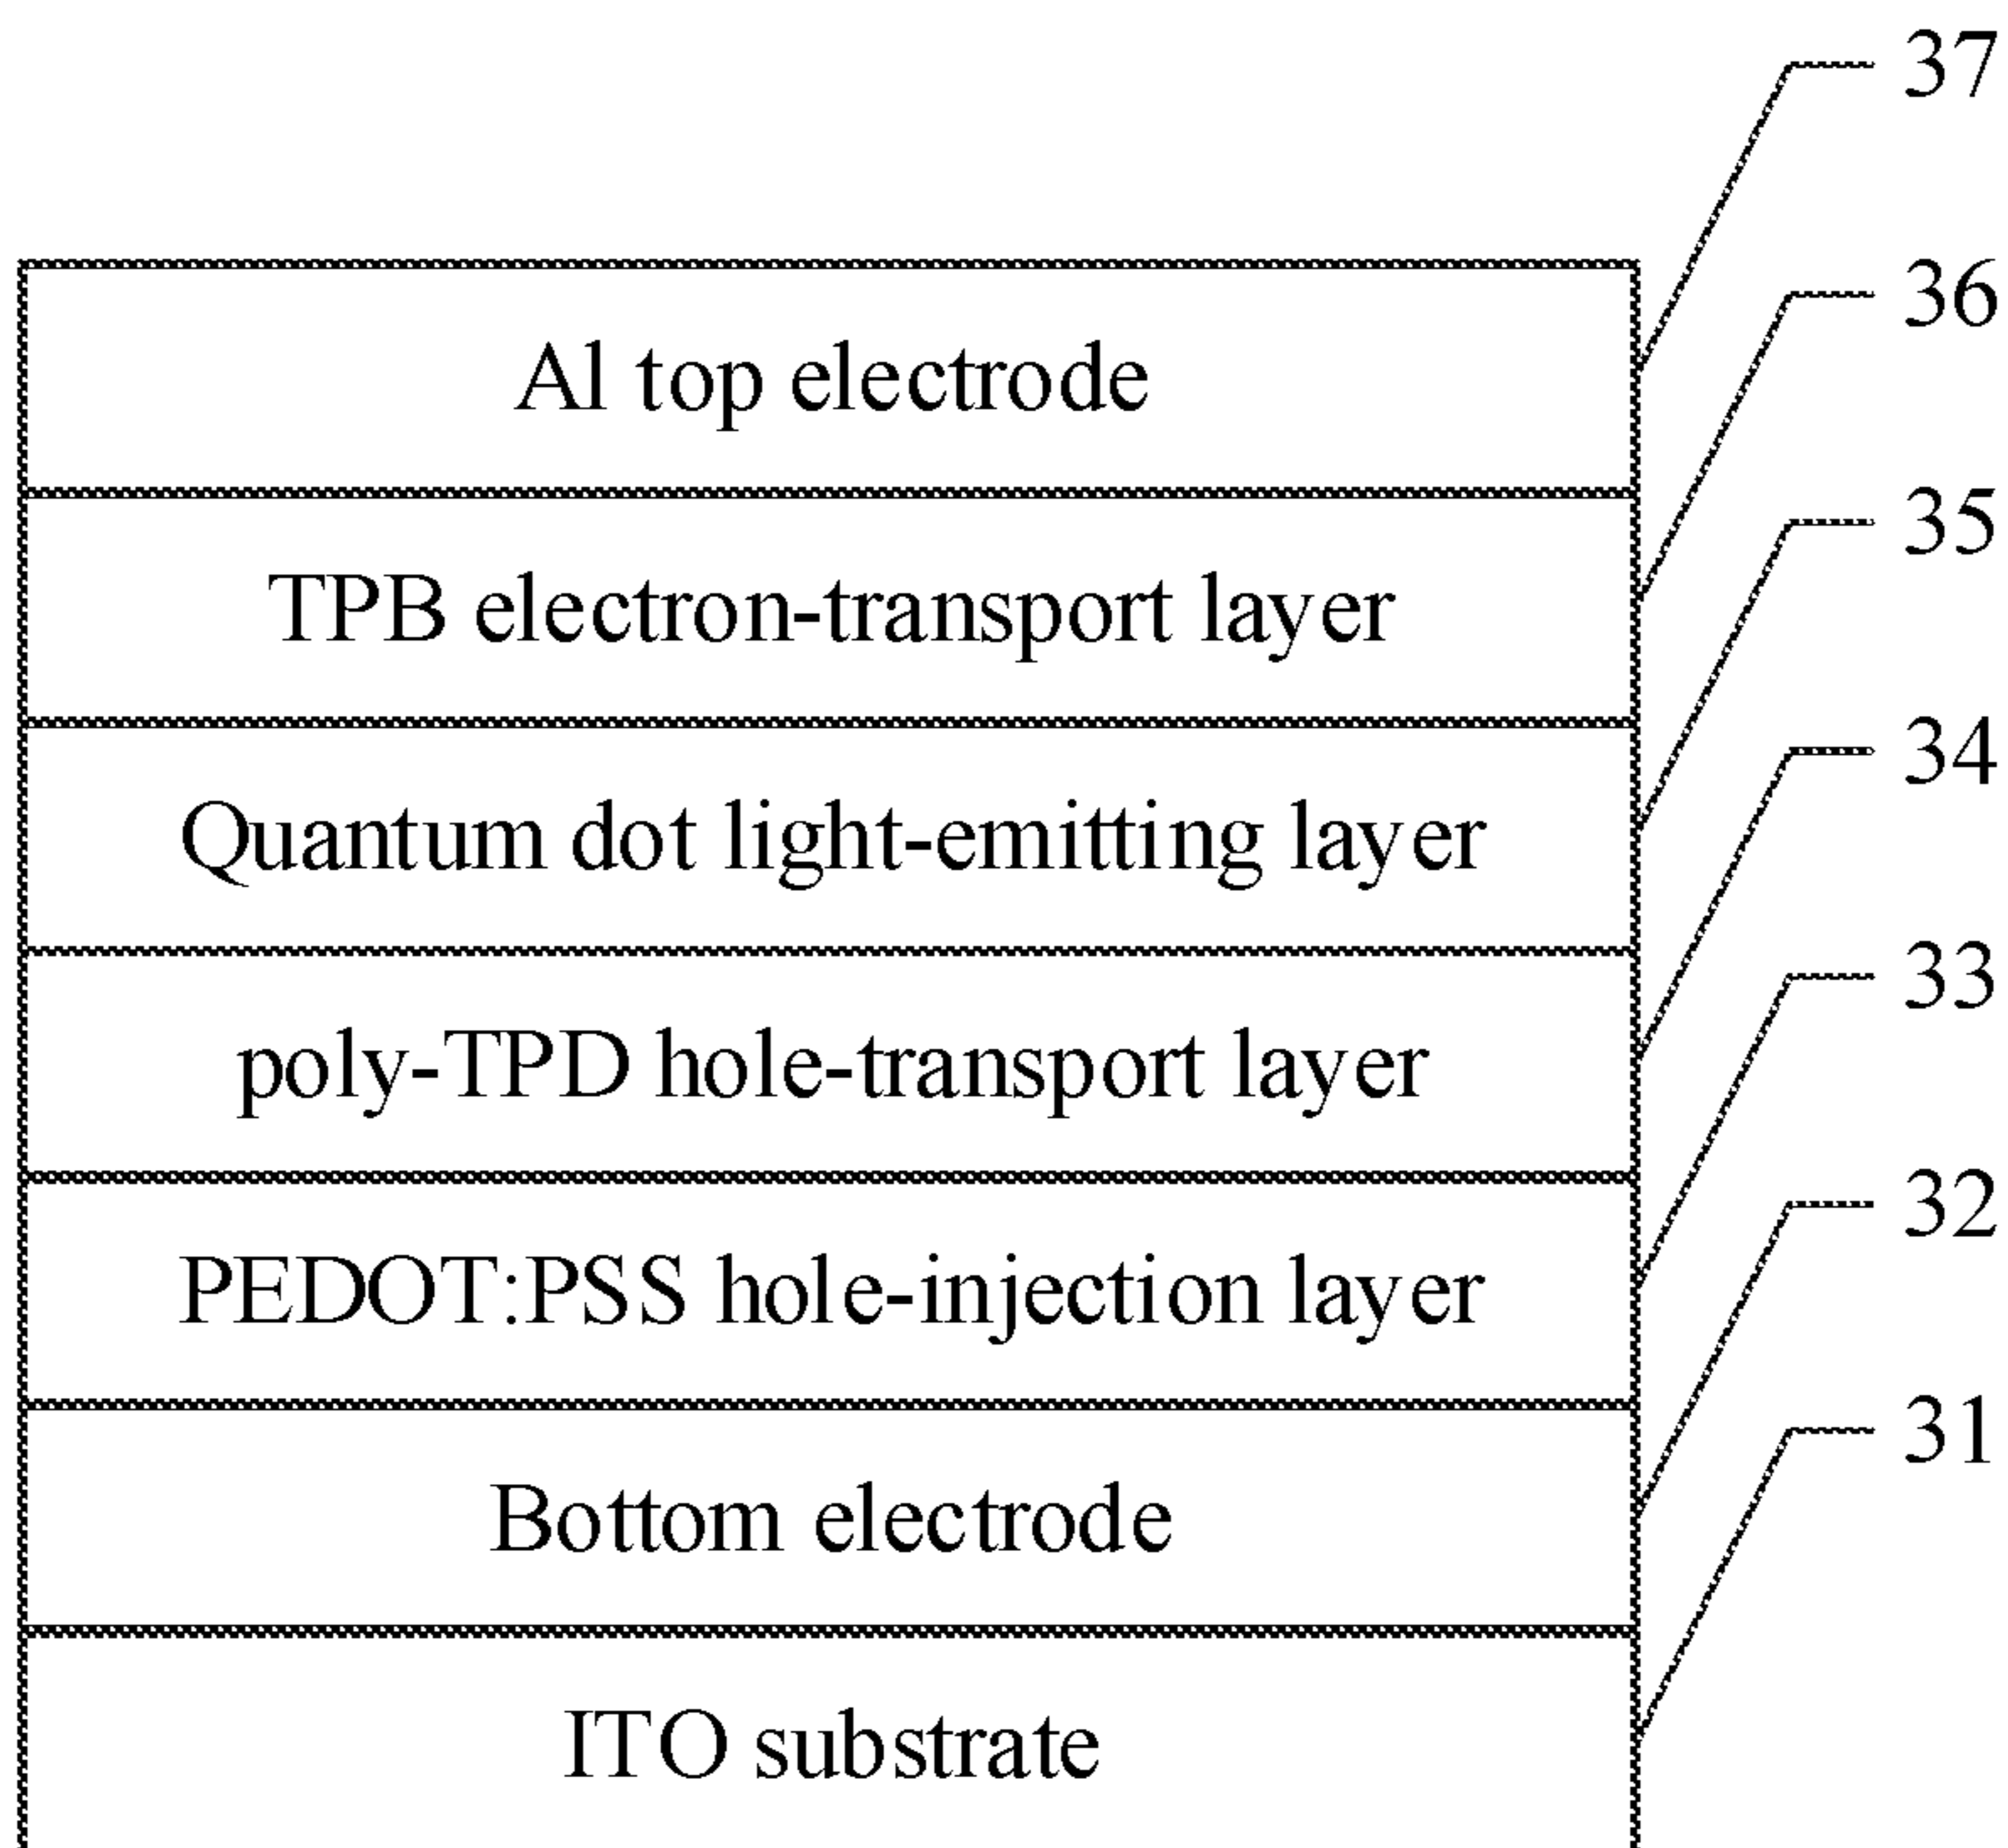 37
36
Al top electrode
35
TPB electron-transport layer
34
Quantum dot light-emitting layer
33
poly-TPD hole-transport layer
32
PEDOT:PSS hole-injection layer
31
Bottom electrode
ITO substrate